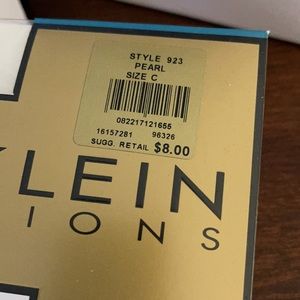 STYLE 923
PEARL
SIZE C
082217121655
16157281 96326
SUGG. RETAIL $8.00
KLEIN
IONS